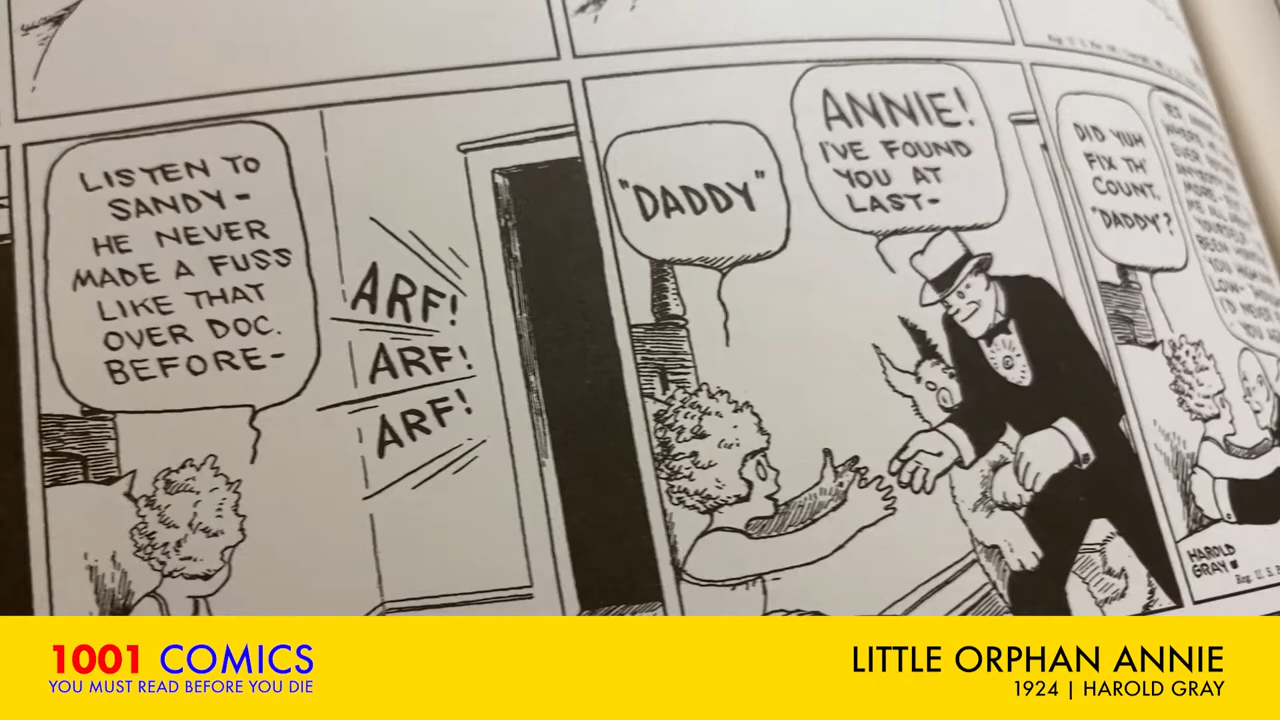 LISTEN TO
SANDY-
HE NEVER
MADE A FUSS
LIKE THAT
OVER DOC.
BEFORE-
ARF!
ARF!
ARF!
"DADDY"
ANNIE!
I'VE FOUND
YOU AT
LAST-
DID YUH
FIX TH'
COUNT,
"DADDY"?
HAROLD
GRAY
Reg. U. S.
1001 COMICS
YOU MUST READ BEFORE YOU DIE
LITTLE ORPHAN ANNIE
1924 | HAROLD GRAY